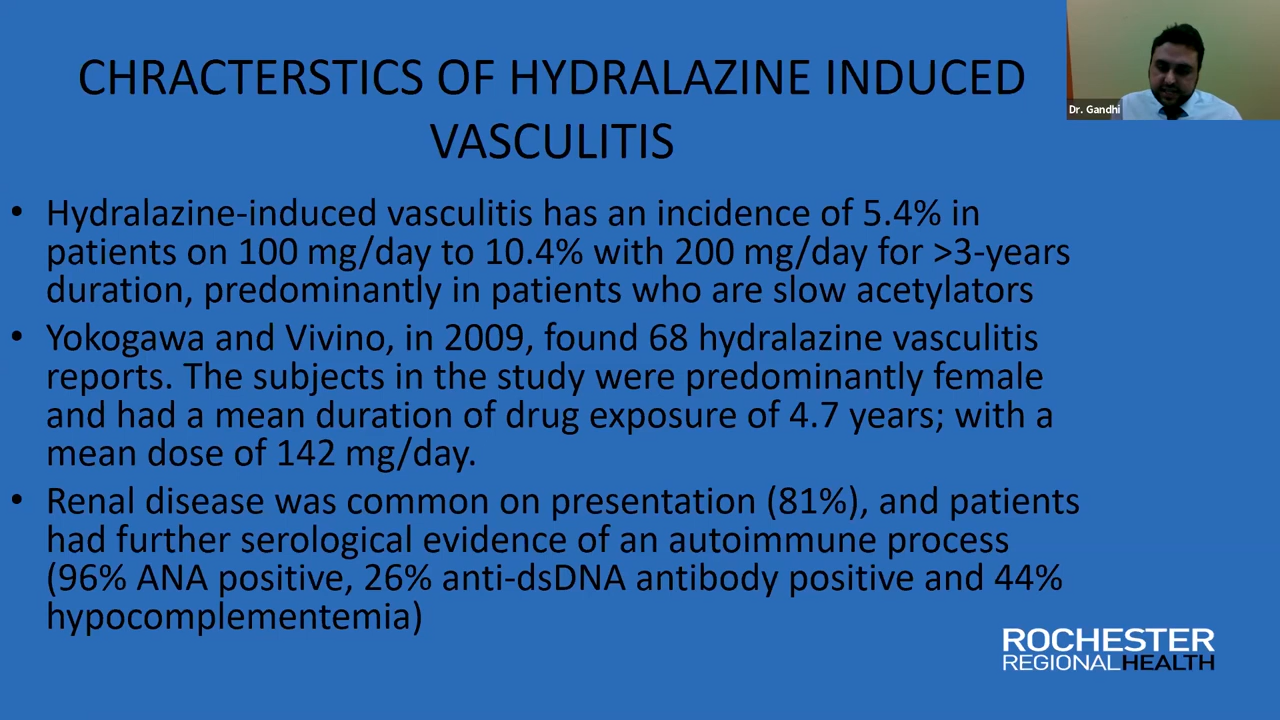 CHRACTERSTICS OF HYDRALAZINE INDUCED
VASCULITIS
Dr. Gandhi
• Hydralazine-induced vasculitis has an incidence of 5.4% in
patients on 100 mg/day to 10.4% with 200 mg/day for >3-years
duration, predominantly in patients who are slow acetylators
• Yokogawa and Vivino, in 2009, found 68 hydralazine vasculitis
reports. The subjects in the study were predominantly female
and had a mean duration of drug exposure of 4.7 years; with a
mean dose of 142 mg/day.
• Renal disease was common on presentation (81%), and patients
had further serological evidence of an autoimmune process
(96% ANA positive, 26% anti-dsDNA antibody positive and 44%
hypocomplementemia)
ROCHESTER
REGIONALHEALTH